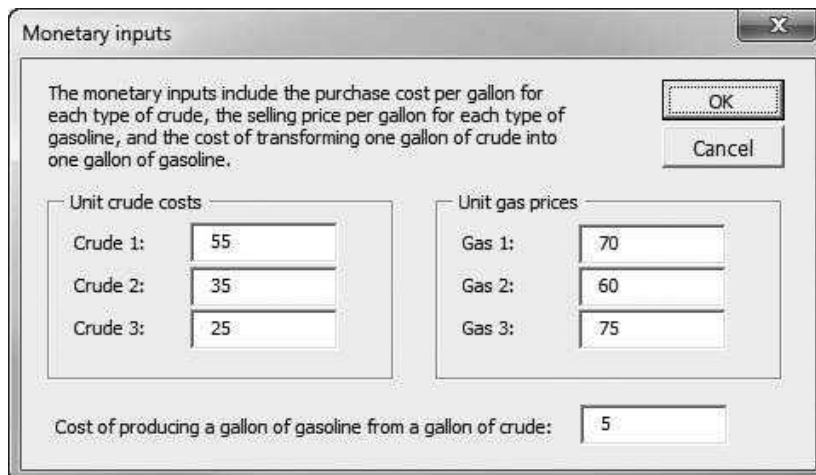 Monetary inputs
X
The monetary inputs include the purchase cost per gallon for
each type of crude, the selling price per gallon for each type of
gasoline, and the cost of transforming one gallon of crude into
one gallon of gasoline.
OK
Cancel
Unit crude costs
Crude 1: 55
Crude 2: 35
Crude 3: 25
Unit gas prices
Gas 1: 70
Gas 2: 60
Gas 3: 75
Cost of producing a gallon of gasoline from a gallon of crude: 5